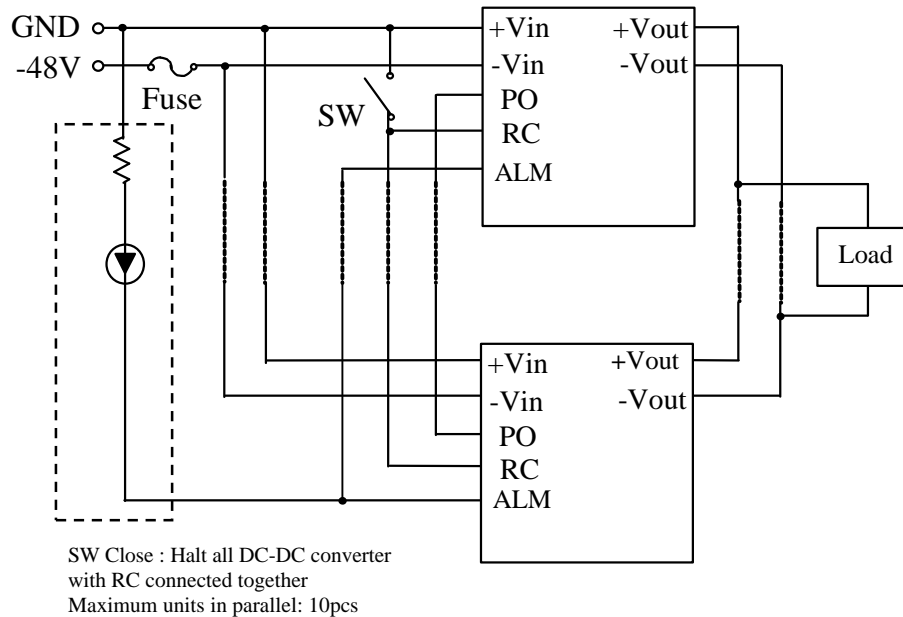 GND
-48V
Fuse
SW
+Vin
-Vin
PO
RC
ALM
+Vout
-Vout
Load
+Vin
-Vin
PO
RC
ALM
+Vout
-Vout
SW Close : Halt all DC-DC converter
with RC connected together
Maximum units in parallel: 10pcs